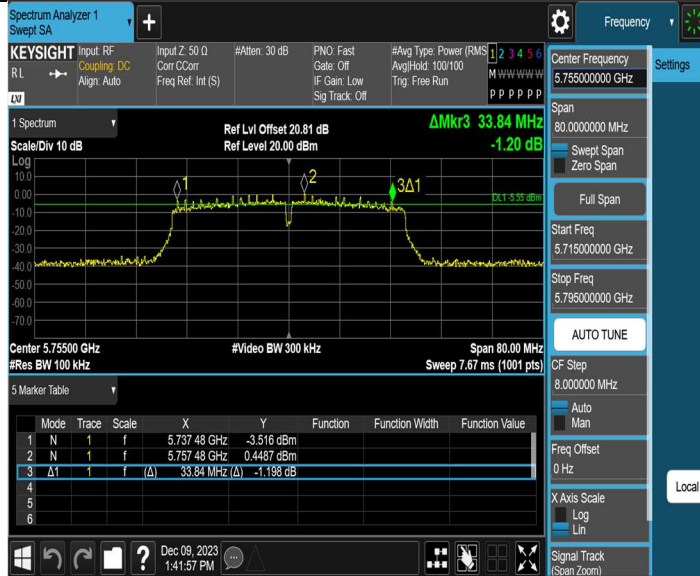 Spectrum Analyzer 1
Swept SA
+
Frequency
KEYSIGHT
RL
LXI
Input: RF
Coupling: DC
Align: Auto
Input Z: 50 Ω
Corr CCorr
Freq Ref: Int (S)
#Atten: 30 dB
PNO: Fast
Gate: Off
IF Gain: Low
Sig Track: Off
#Avg Type: Power (RMS
Avg|Hold: 100/100
Trig: Free Run
1 2 3 4 5 6
M W W W W W
P P P P P P
Center Frequency
5.755000000 GHz
Settings
Span
80.0000000 MHz
Swept Span
Zero Span
Full Span
Start Freq
5.715000000 GHz
Stop Freq
5.795000000 GHz
AUTO TUNE
CF Step
8.000000 MHz
Auto
Man
Freq Offset
0 Hz
X Axis Scale
Log
Lin
Signal Track
(Span Zoom)
Local
1 Spectrum
Scale/Div 10 dB
Ref Lvl Offset 20.81 dB
Ref Level 20.00 dBm
ΔMkr3 33.84 MHz
-1.20 dB
Log
10.0
0.00
-10.0
-20.0
-30.0
-40.0
-50.0
-60.0
-70.0
1
2
3Δ1
DL1 -5.55 dBm
Center 5.75500 GHz
#Video BW 300 kHz
Span 80.00 MHz
#Res BW 100 kHz
Sweep 7.67 ms (1001 pts)
5 Marker Table
Mode Trace Scale X Y Function Function Width Function Value
1 N 1 f 5.737 48 GHz -3.516 dBm
2 N 1 f 5.757 48 GHz 0.4487 dBm
3 Δ1 1 f (Δ) 33.84 MHz (Δ) -1.198 dB
4
5
6
?
Dec 09, 2023
1:41:57 PM